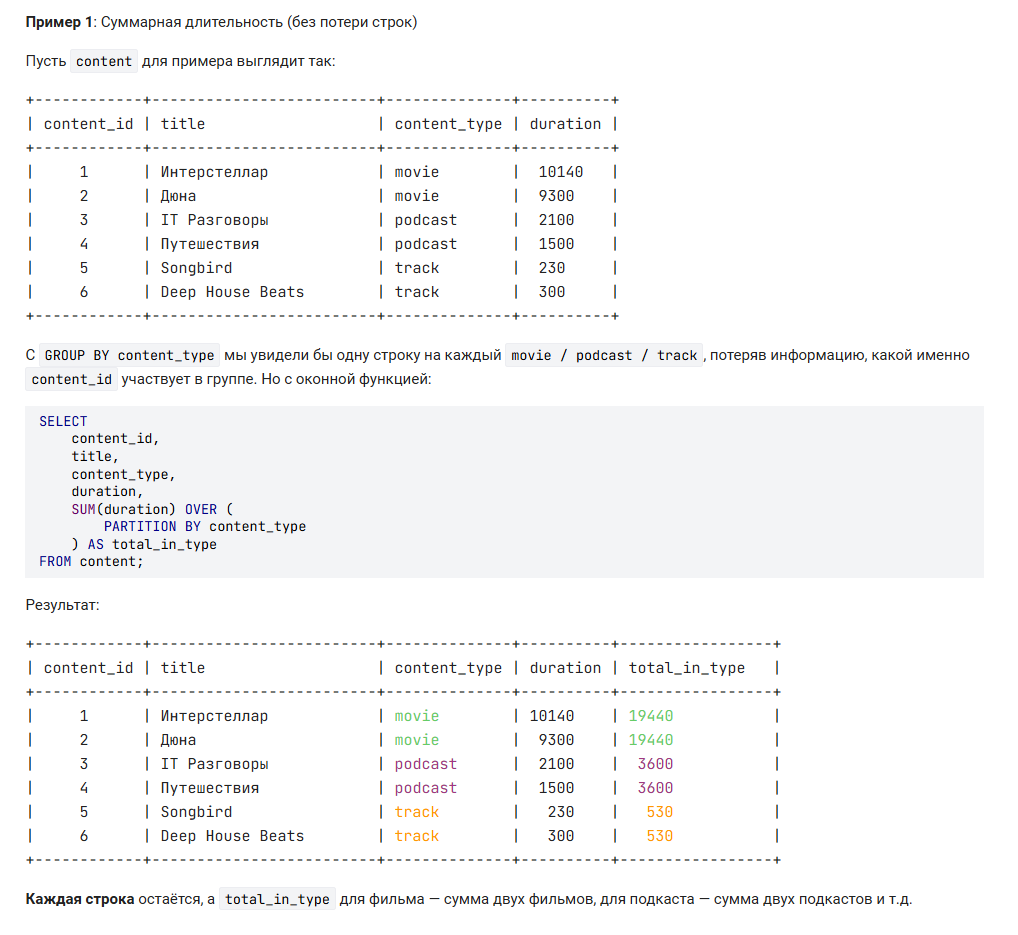 Пример 1: Суммарная длительность (без потери строк)
Пусть content для примера выглядит так:
+------------+-------------------------+--------------+----------+
| content_id | title                   | content_type | duration |
+------------+-------------------------+--------------+----------+
|     1      | Интерстеллар            | movie        |  10140   |
|     2      | Дюна                    | movie        |  9300    |
|     3      | IT Разговоры            | podcast      |  2100    |
|     4      | Путешествия             | podcast      |  1500    |
|     5      | Songbird                | track        |  230     |
|     6      | Deep House Beats        | track        |  300     |
+------------+-------------------------+--------------+----------+
С GROUP BY content_type мы увидели бы одну строку на каждый movie / podcast / track, потеряв информацию, какой именно
content_id участвует в группе. Но с оконной функцией:
SELECT
    content_id,
    title,
    content_type,
    duration,
    SUM(duration) OVER (
        PARTITION BY content_type
    ) AS total_in_type
FROM content;
Результат:
+------------+-------------------------+--------------+----------+-----------------+
| content_id | title                   | content_type | duration | total_in_type   |
+------------+-------------------------+--------------+----------+-----------------+
|     1      | Интерстеллар            | movie        | 10140    | 19440           |
|     2      | Дюна                    | movie        |  9300    | 19440           |
|     3      | IT Разговоры            | podcast      |  2100    |  3600           |
|     4      | Путешествия             | podcast      |  1500    |  3600           |
|     5      | Songbird                | track        |   230    |   530           |
|     6      | Deep House Beats        | track        |   300    |   530           |
+------------+-------------------------+--------------+----------+-----------------+
Каждая строка остаётся, а total_in_type для фильма — сумма двух фильмов, для подкаста — сумма двух подкастов и т.д.